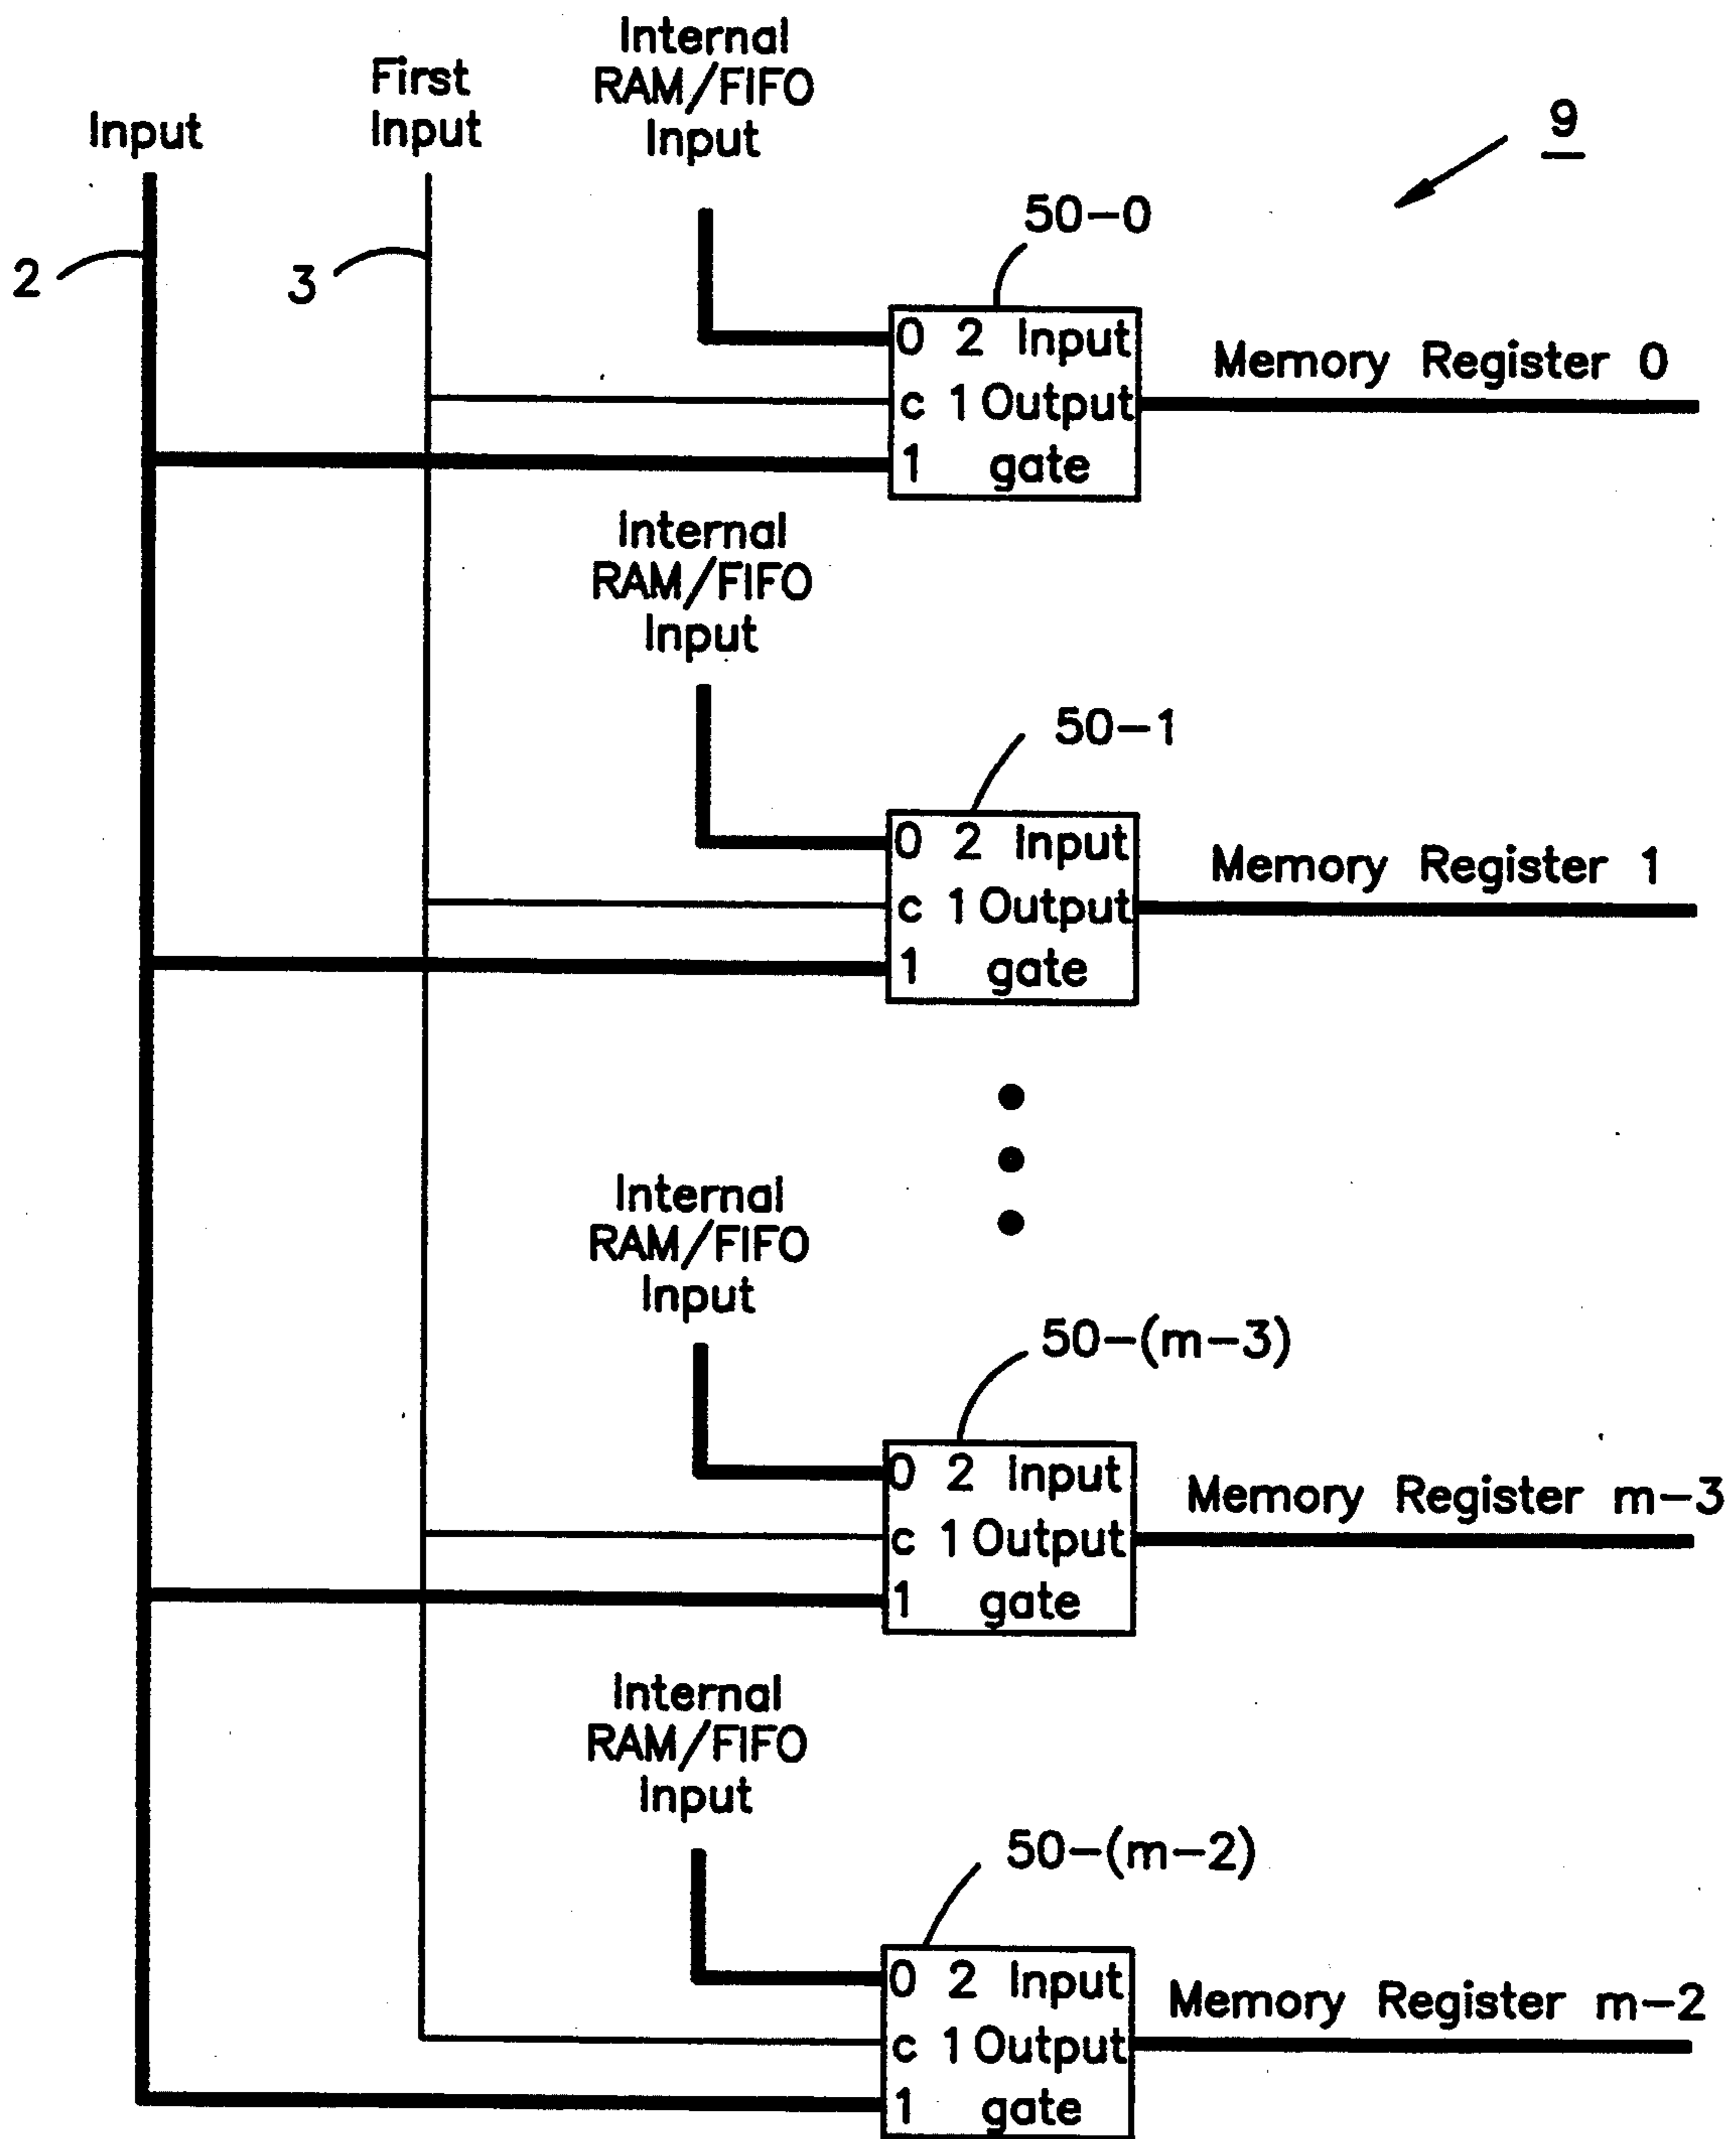 Internal
RAM/FIFO
Input
First
Input
Input
9
50-0
2
3
0 2 Input
c 1 Output
1 gate
Memory Register 0
Internal
RAM/FIFO
Input
50-1
0 2 Input
c 1 Output
1 gate
Memory Register 1
Internal
RAM/FIFO
Input
50-(m-3)
0 2 Input
c 1 Output
1 gate
Memory Register m-3
Internal
RAM/FIFO
Input
50-(m-2)
0 2 Input
c 1 Output
1 gate
Memory Register m-2